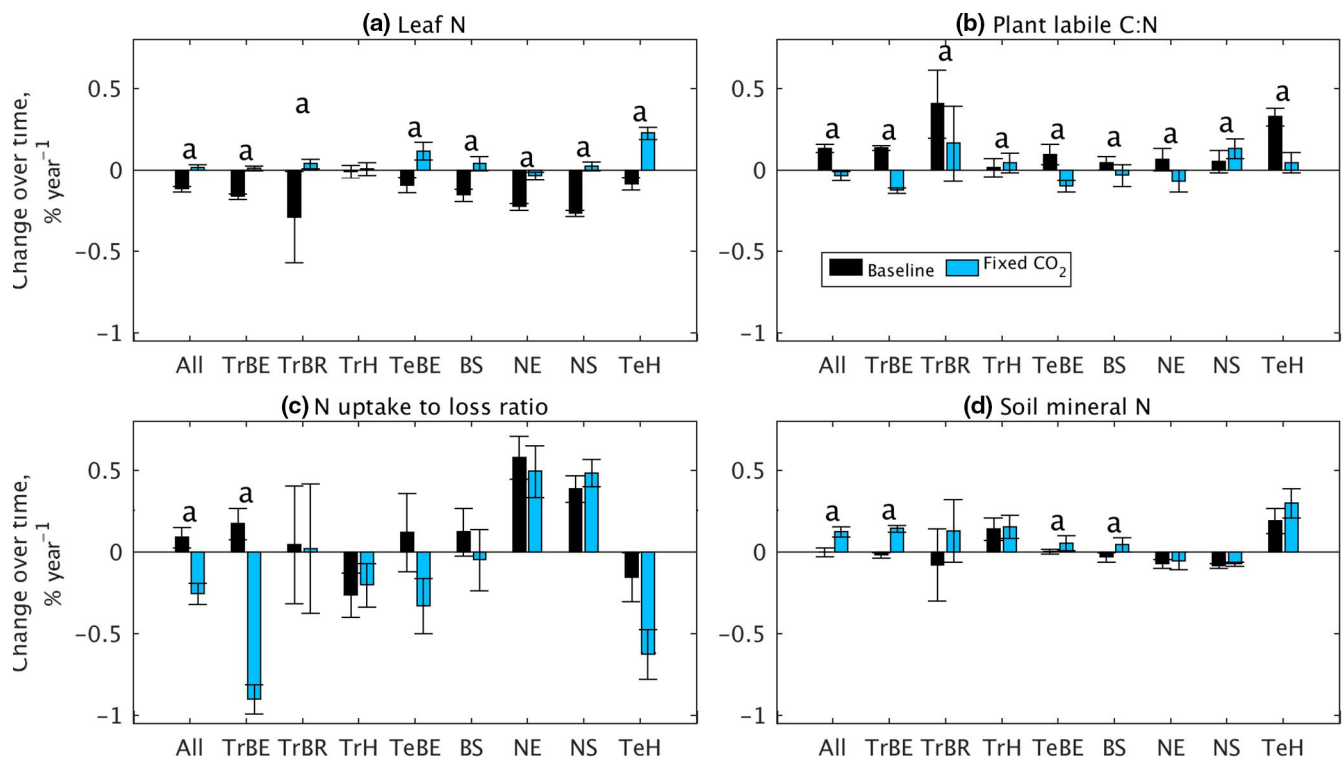 (a) Leaf N
(b) Plant labile C:N
Change over time,
% year⁻¹
0.5
0
−0.5
−1
a a a a a a a a
All TrBE TrBR TrH TeBE BS NE NS TeH
0.5
0
−0.5
−1
a a a a a a a a a
Baseline Fixed CO₂
All TrBE TrBR TrH TeBE BS NE NS TeH
(c) N uptake to loss ratio
(d) Soil mineral N
Change over time,
% year⁻¹
0.5
0
−0.5
−1
a a
All TrBE TrBR TrH TeBE BS NE NS TeH
0.5
0
−0.5
−1
a a a a
All TrBE TrBR TrH TeBE BS NE NS TeH